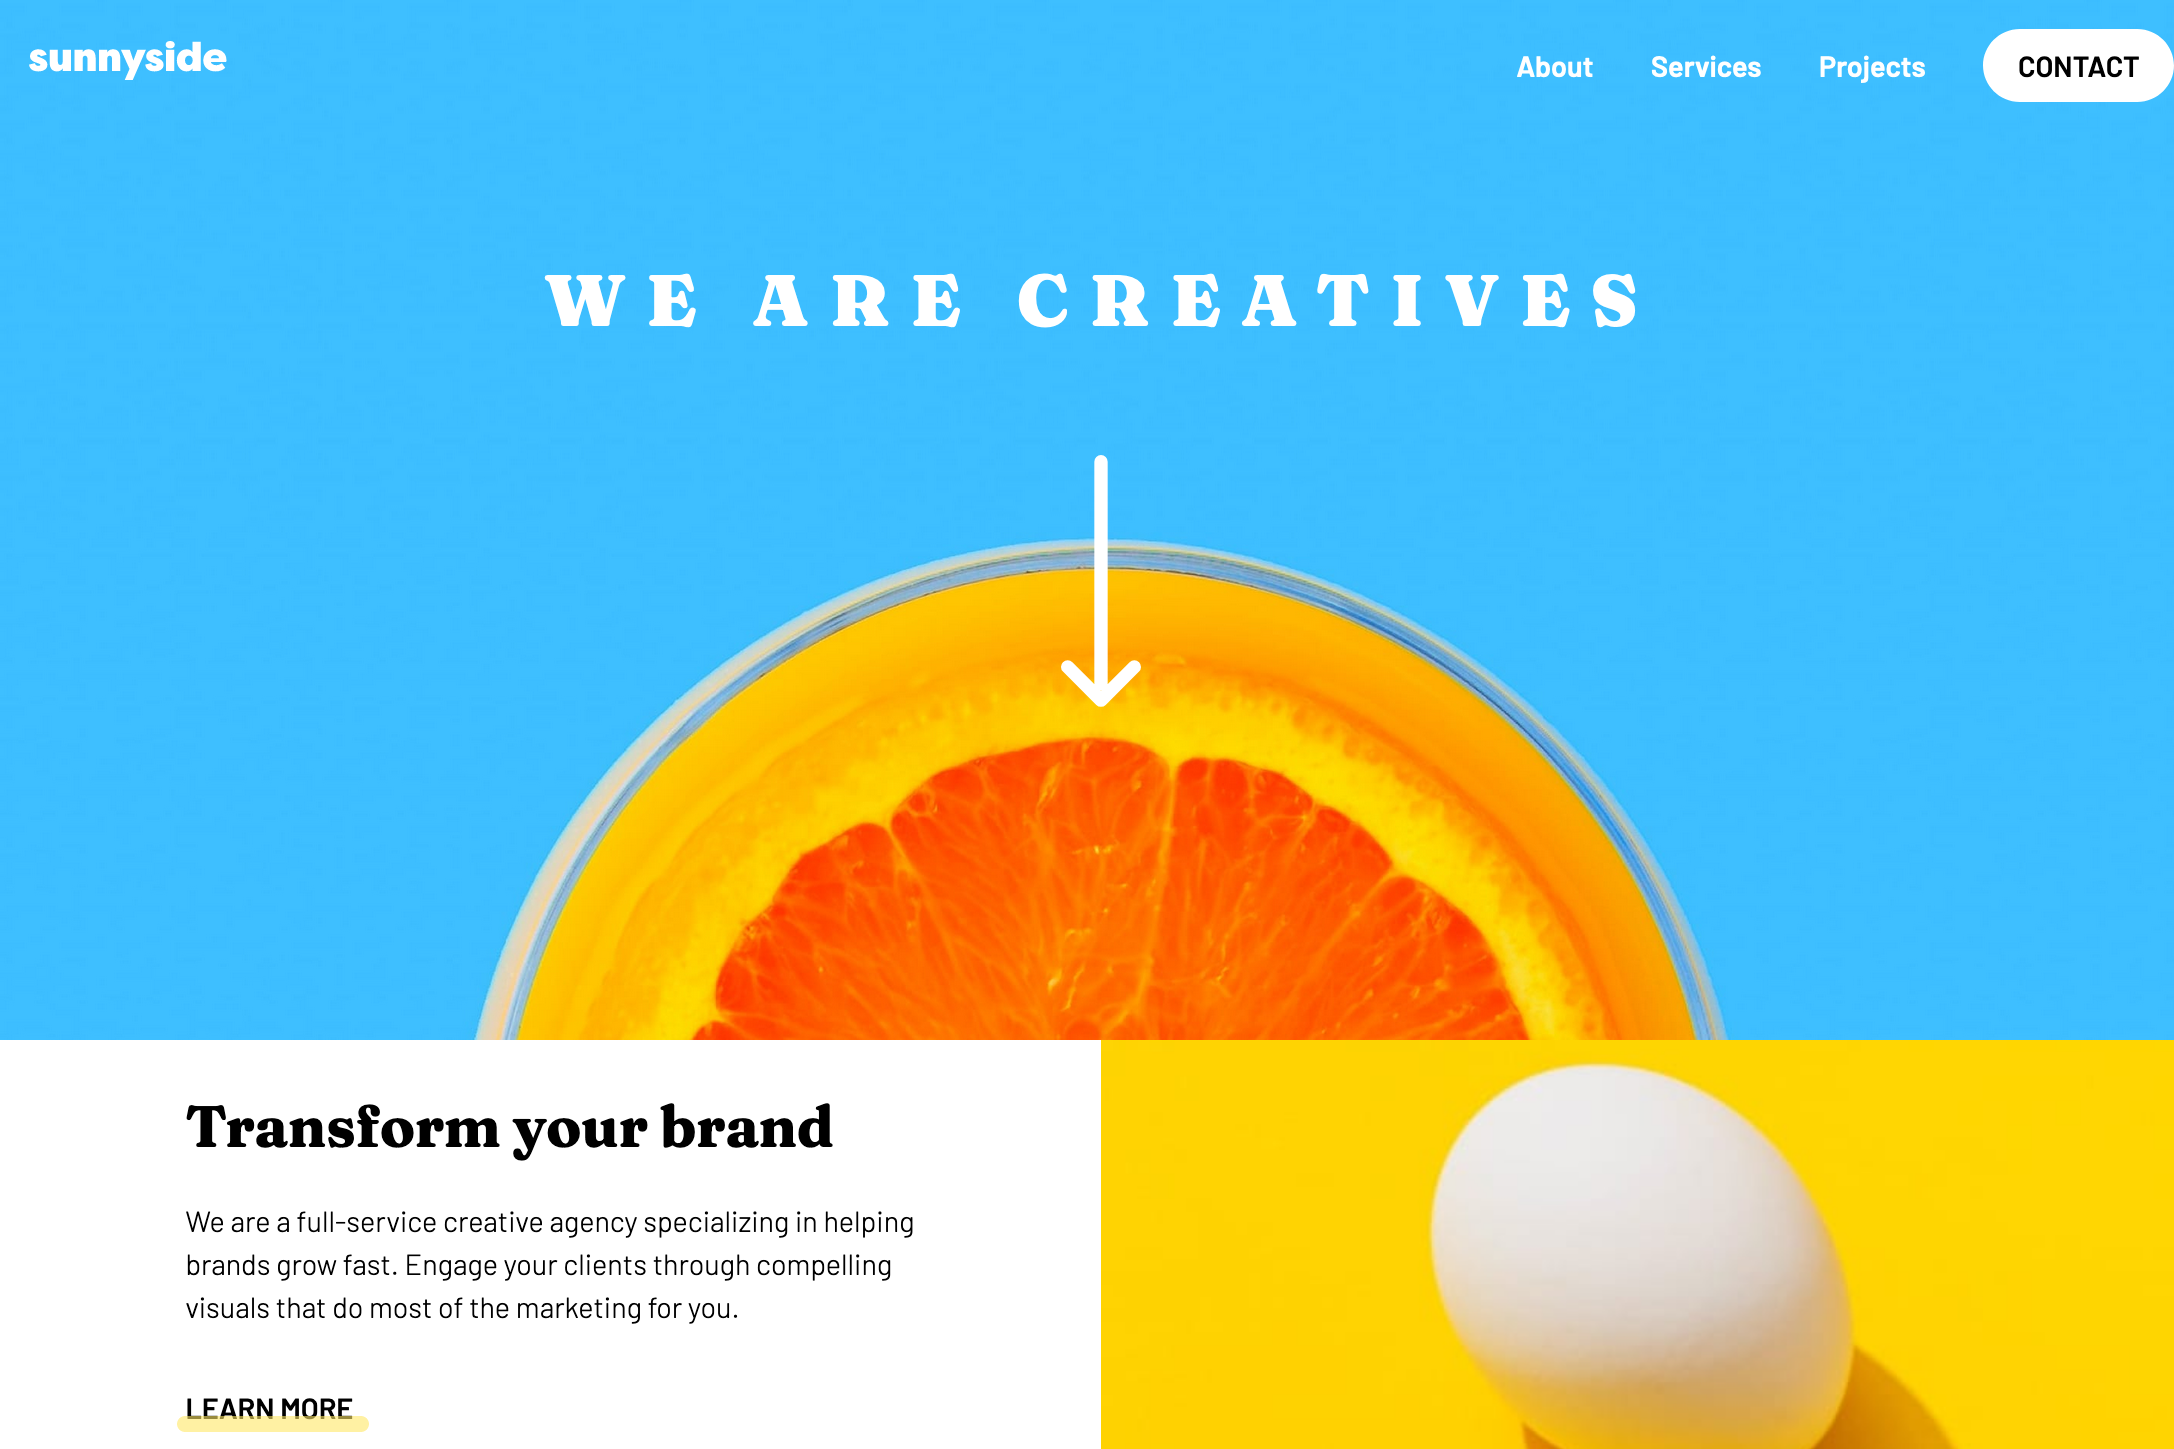 sunnyside
About Services Projects CONTACT
WE ARE CREATIVES
Transform your brand
We are a full-service creative agency specializing in helping
brands grow fast. Engage your clients through compelling
visuals that do most of the marketing for you.
LEARN MORE